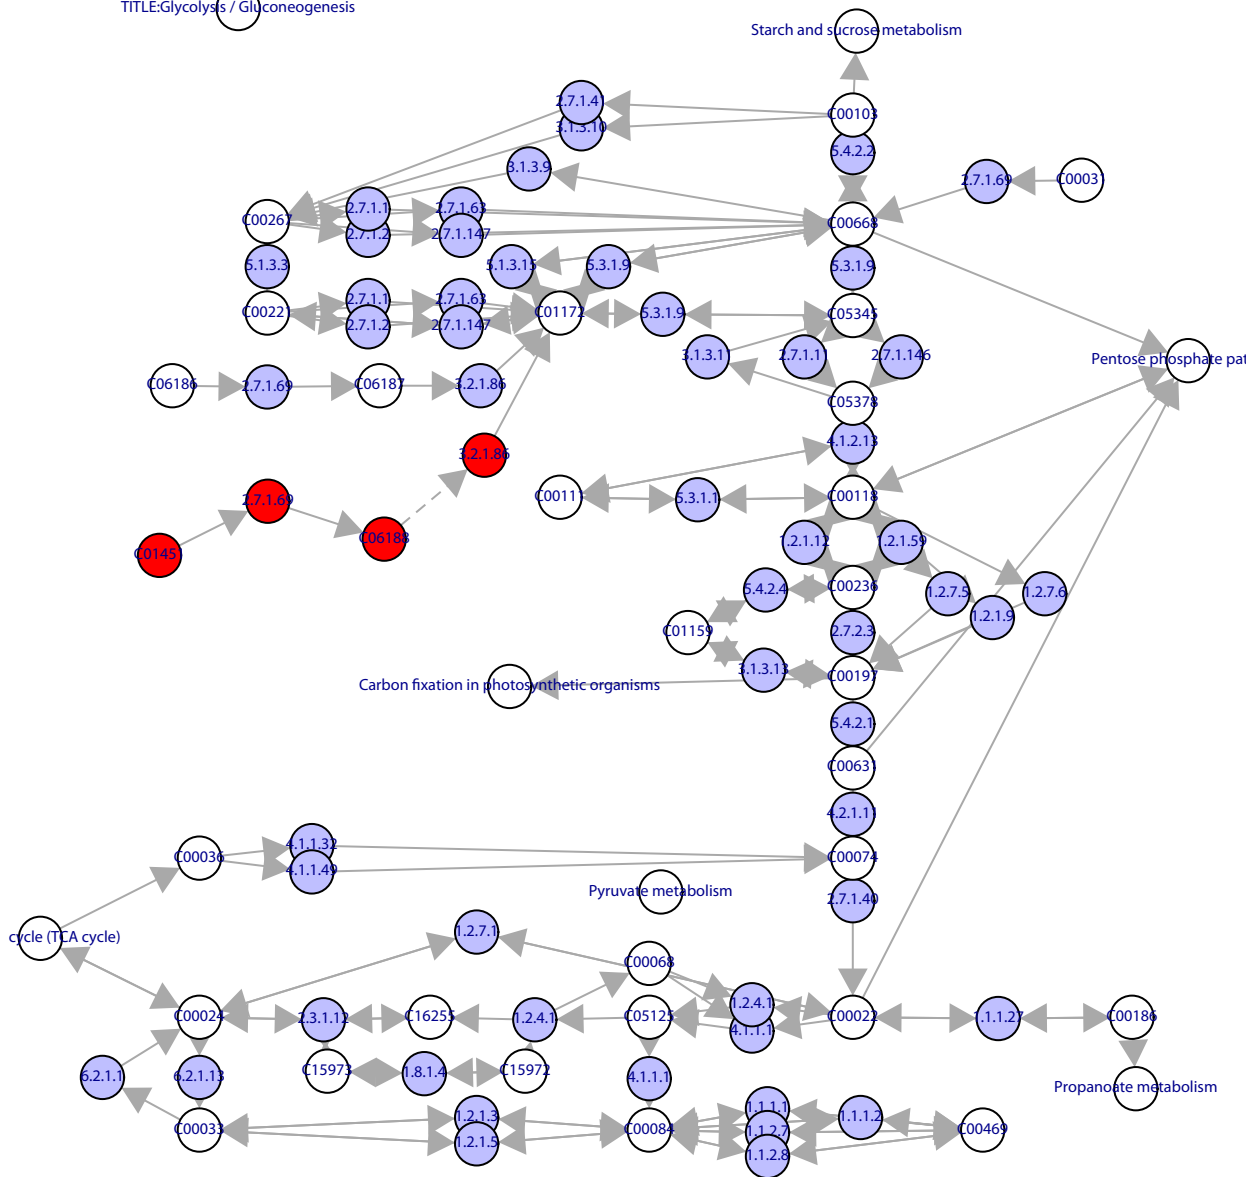 TITLE:Glycolysis / Gluconeogenesis
Starch and sucrose metabolism
2.7.1.41
C00103
3.1.3.10
5.4.2.2
3.1.3.9
2.7.1.69
C00031
2.7.1.1
2.7.1.63
C00267
C00668
2.7.1.2
2.7.1.147
5.1.3.3
5.1.3.15
5.3.1.9
5.3.1.9
2.7.1.1
2.7.1.63
C00221
C01172
5.3.1.9
C05345
2.7.1.2
2.7.1.147
3.1.3.11
2.7.1.11
2.7.1.146
Pentose phosphate pat
C06186
2.7.1.69
C06187
3.2.1.86
C05378
4.1.2.13
3.2.1.86
2.7.1.69
C00111
5.3.1.1
C00118
C01451
C06188
1.2.1.12
1.2.1.59
5.4.2.4
C00236
1.2.7.5
1.2.7.6
1.2.1.9
C01159
2.7.2.3
3.1.3.13
C00197
Carbon fixation in photosynthetic organisms
5.4.2.1
C00631
4.2.1.11
4.1.1.32
C00036
C00074
4.1.1.49
Pyruvate metabolism
2.7.1.40
cycle (TCA cycle)
1.2.7.1
C00068
1.2.4.1
C00024
2.3.1.12
C16255
1.2.4.1
C05125
C00022
1.1.1.27
C00186
4.1.1.1
6.2.1.1
6.2.1.13
C15973
1.8.1.4
C15972
4.1.1.1
Propanoate metabolism
1.2.1.3
1.1.1.1
1.1.1.2
C00033
C00084
1.1.2.7
C00469
1.2.1.5
1.1.2.8